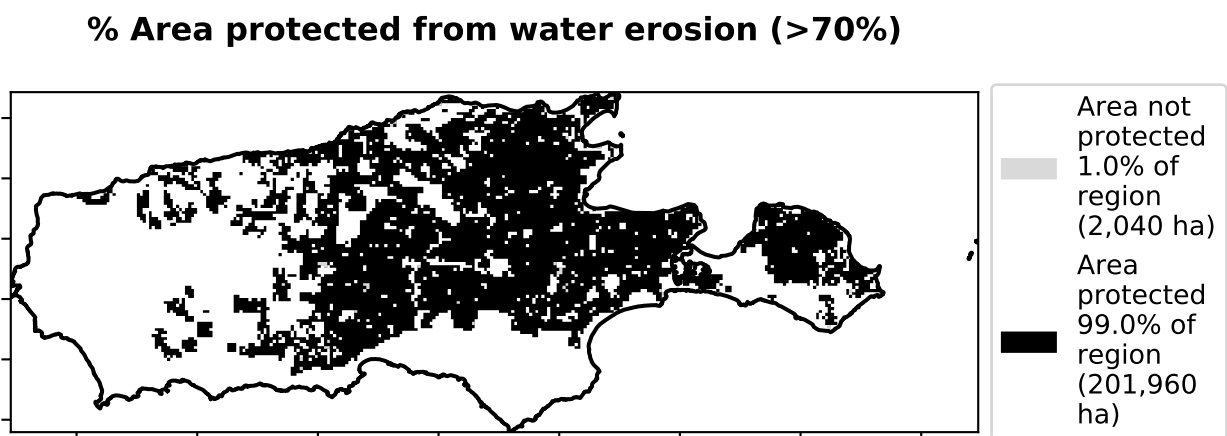 % Area protected from water erosion (>70%)
Area not
protected
1.0% of
region
(2,040 ha)
Area
protected
99.0% of
region
(201,960
ha)